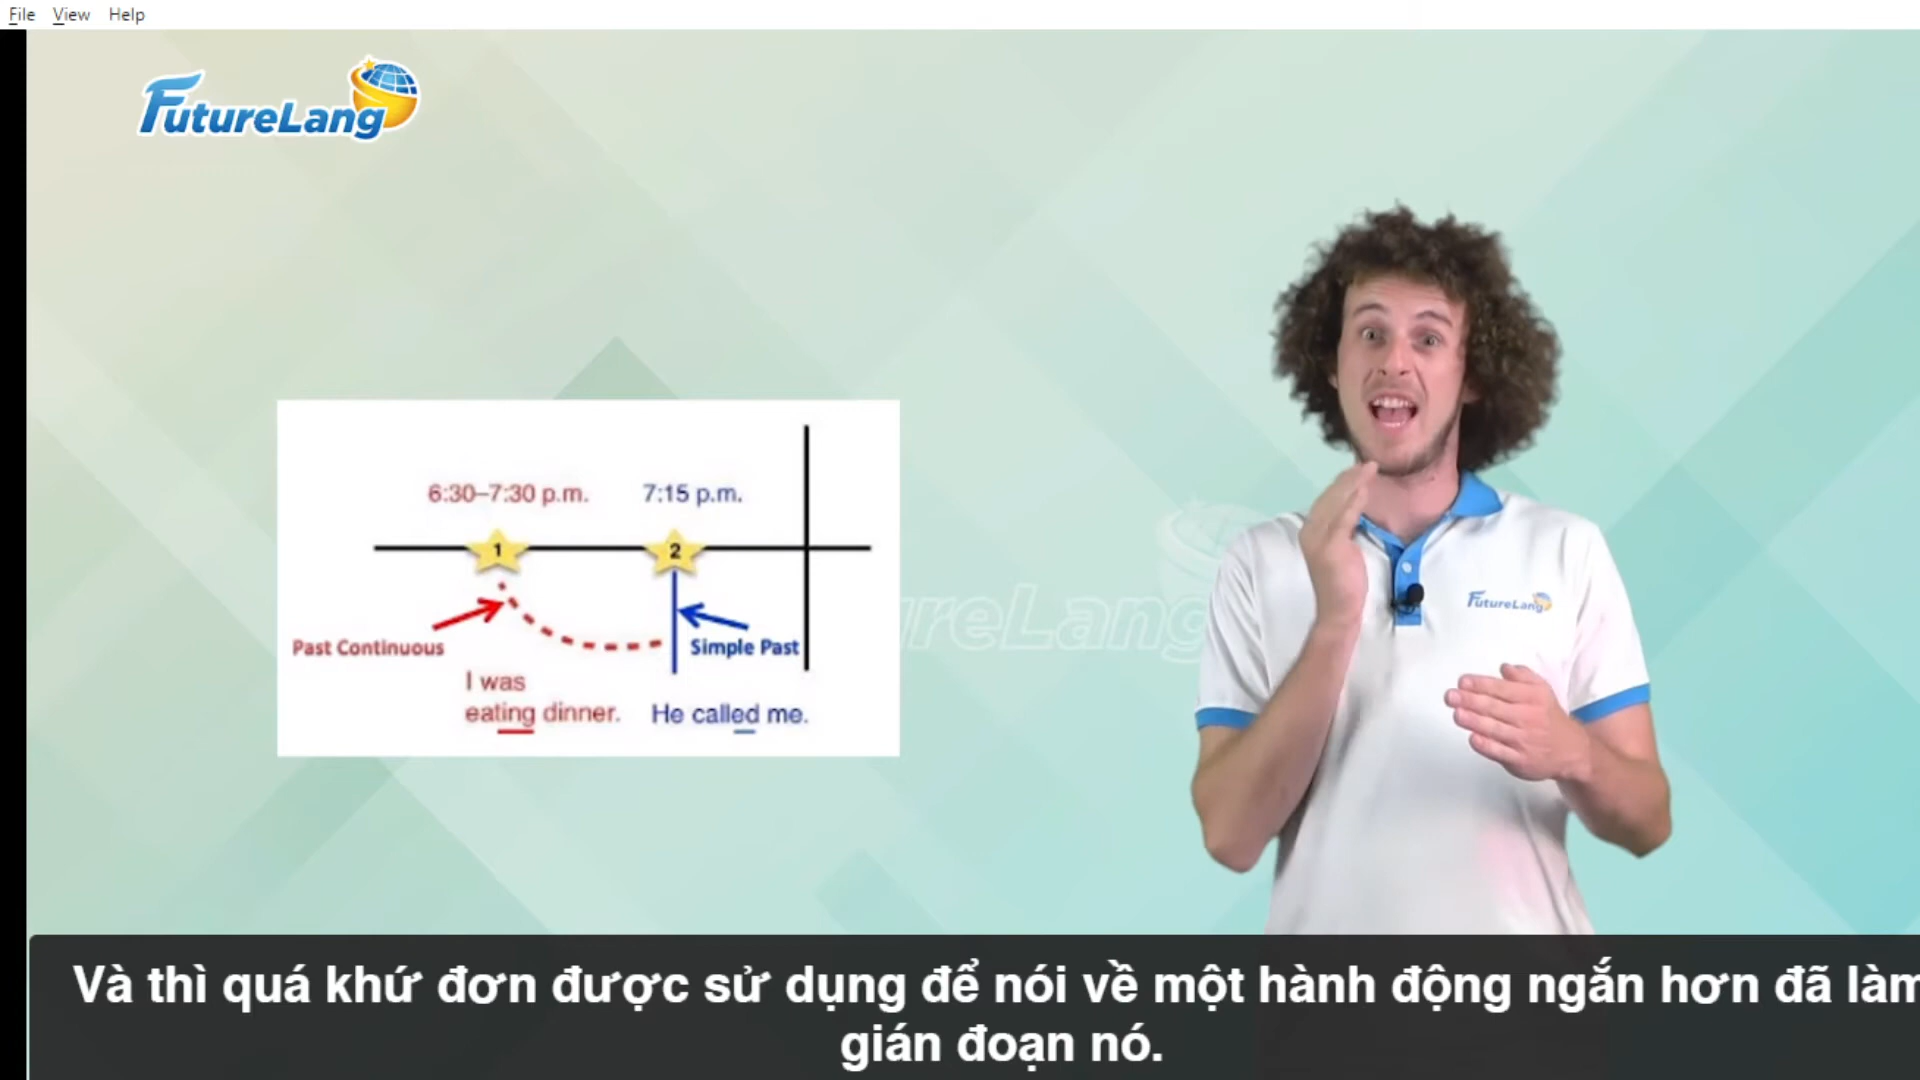 File View Help
FutureLang
6:30–7:30 p.m. 7:15 p.m.
1 2
Past Continuous Simple Past
I was
eating dinner. He called me.
FutureLang
reLang
Và thì quá khứ đơn được sử dụng để nói về một hành động ngắn hơn đã làm
gián đoạn nó.